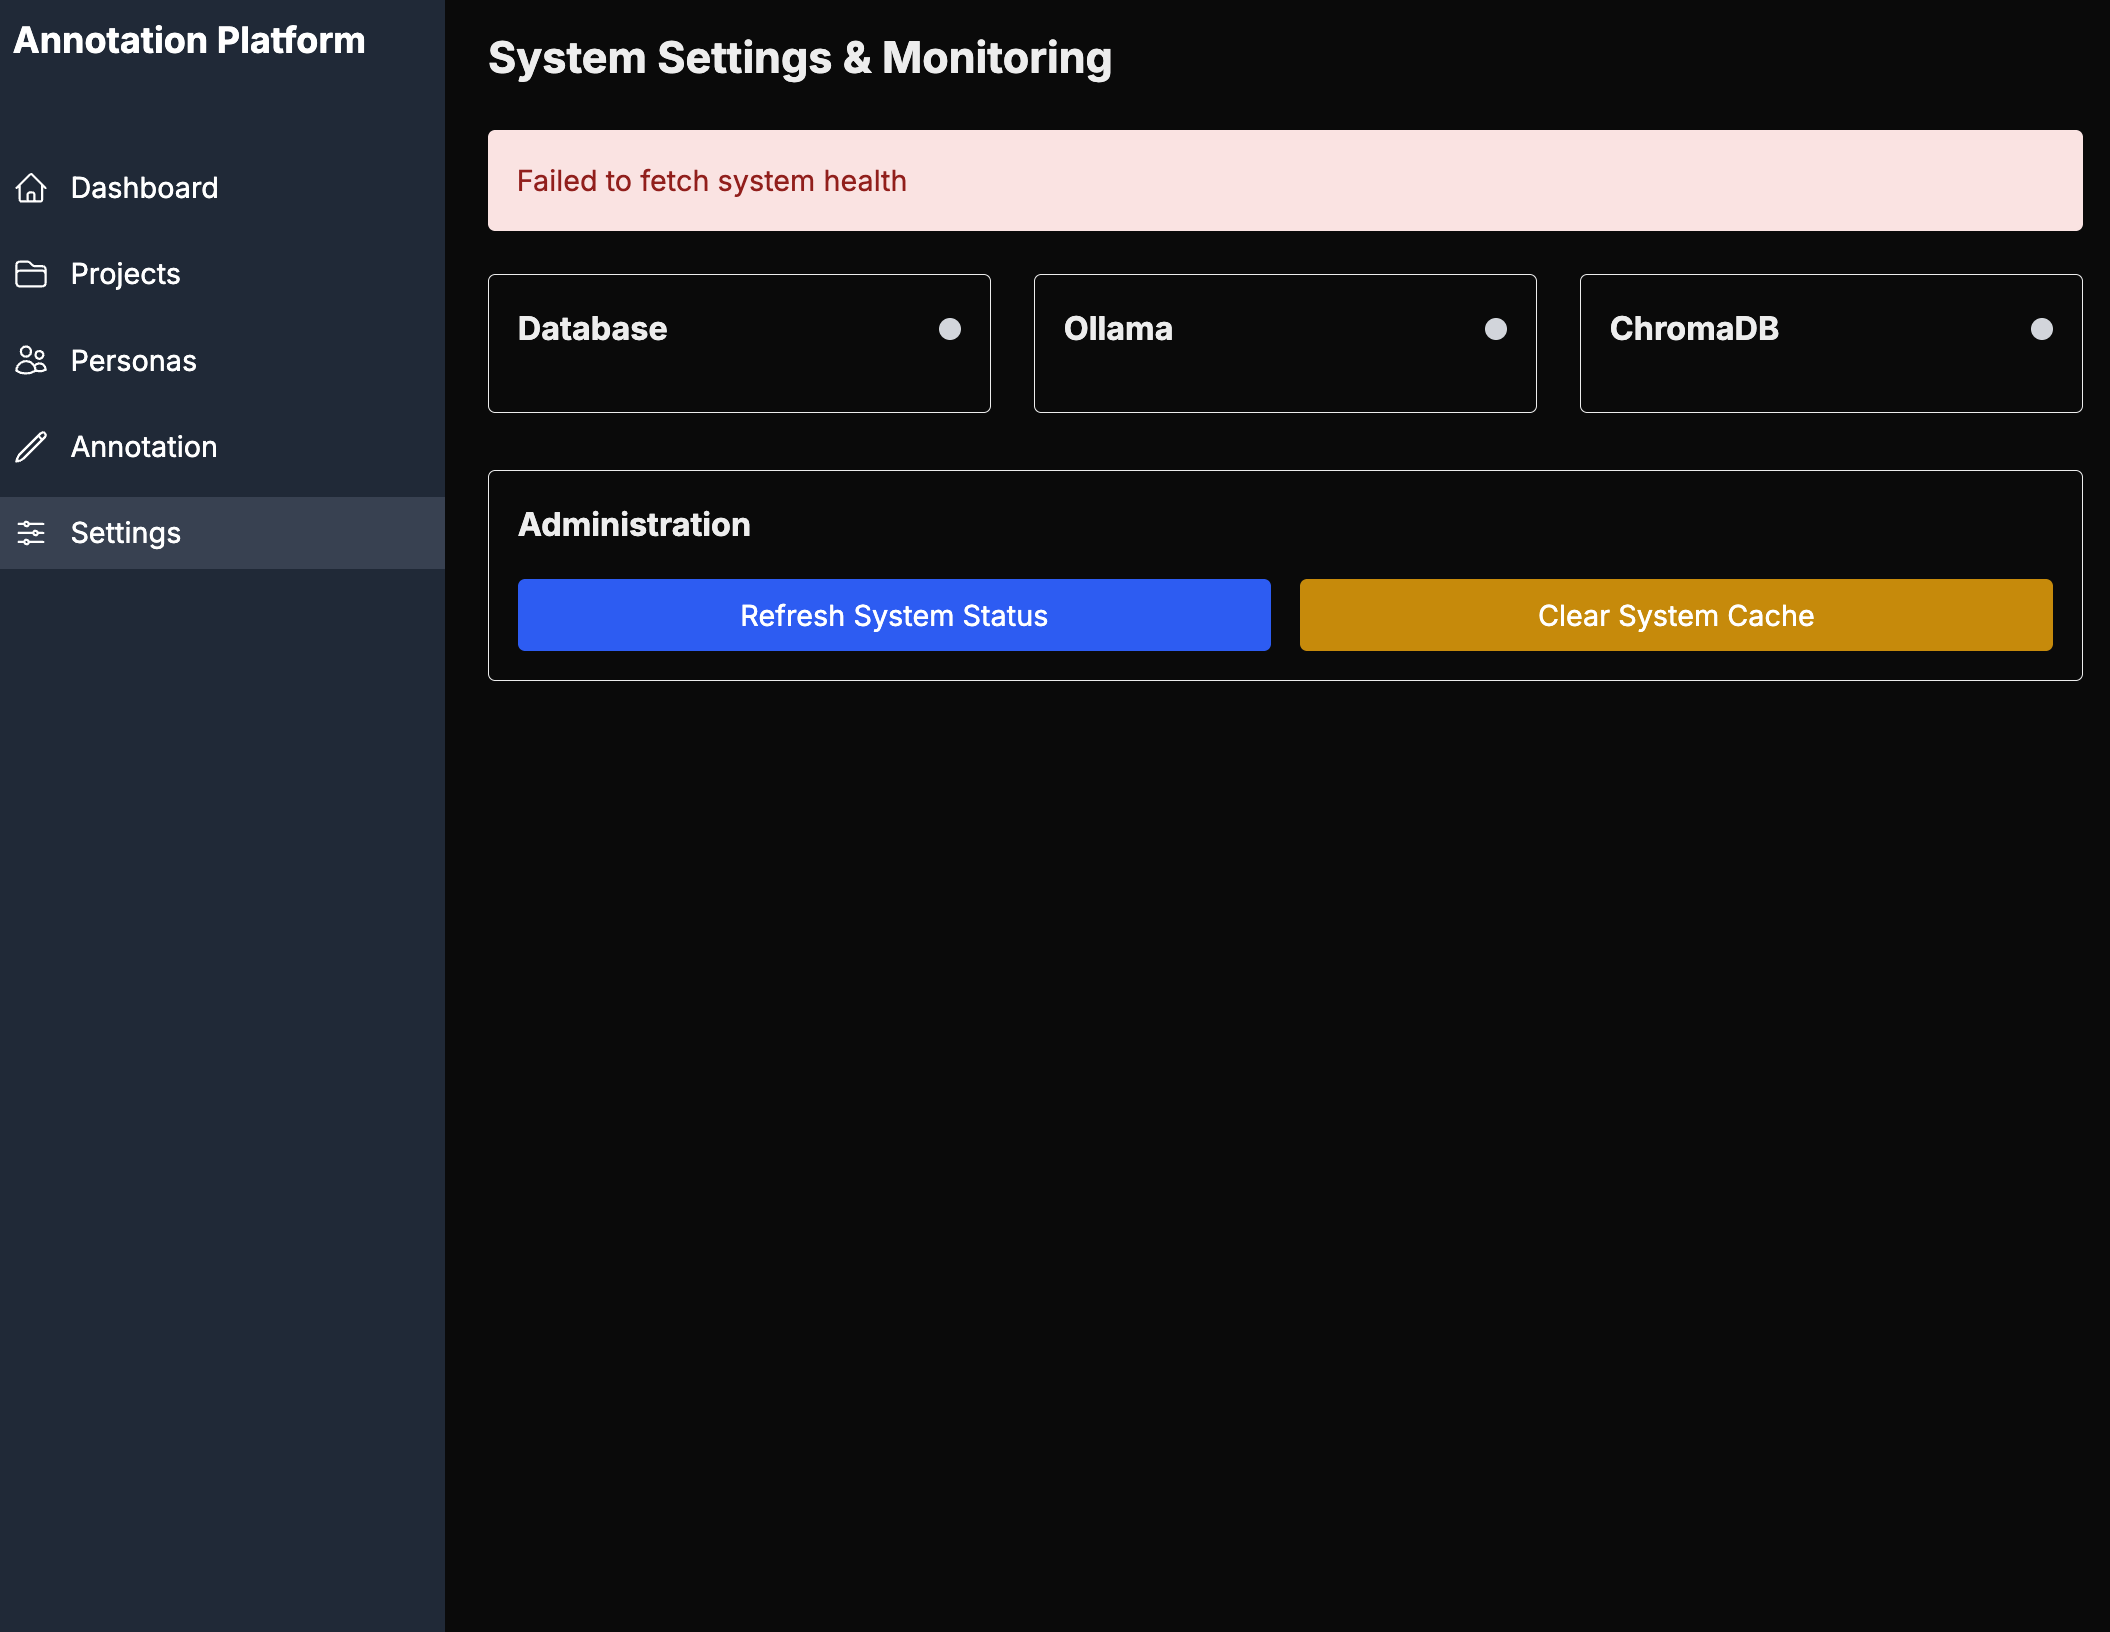 Annotation Platform
Dashboard
Projects
Personas
Annotation
Settings
System Settings & Monitoring
Failed to fetch system health
Database
Ollama
ChromaDB
Administration
Refresh System Status
Clear System Cache